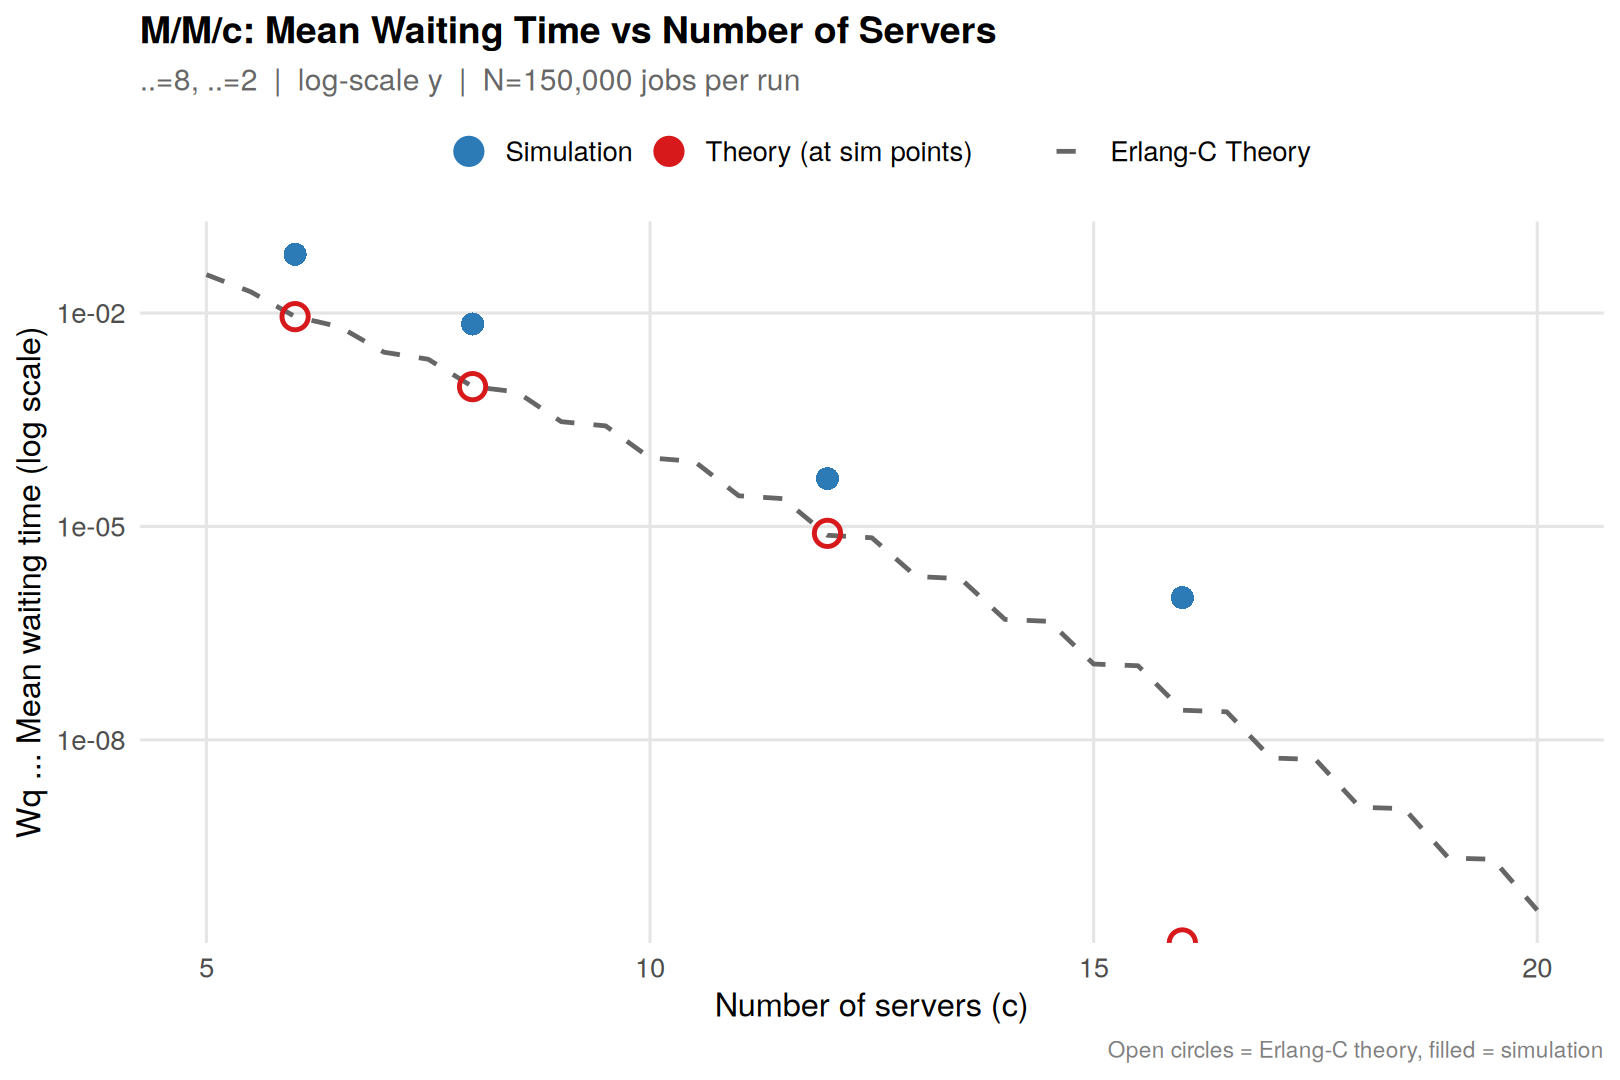 M/M/c: Mean Waiting Time vs Number of Servers
..=8, ..=2 | log-scale y | N=150,000 jobs per run
Simulation Theory (at sim points) Erlang-C Theory
Wq ... Mean waiting time (log scale)
1e-02
1e-05
1e-08
5 10 15 20
Number of servers (c)
Open circles = Erlang-C theory, filled = simulation